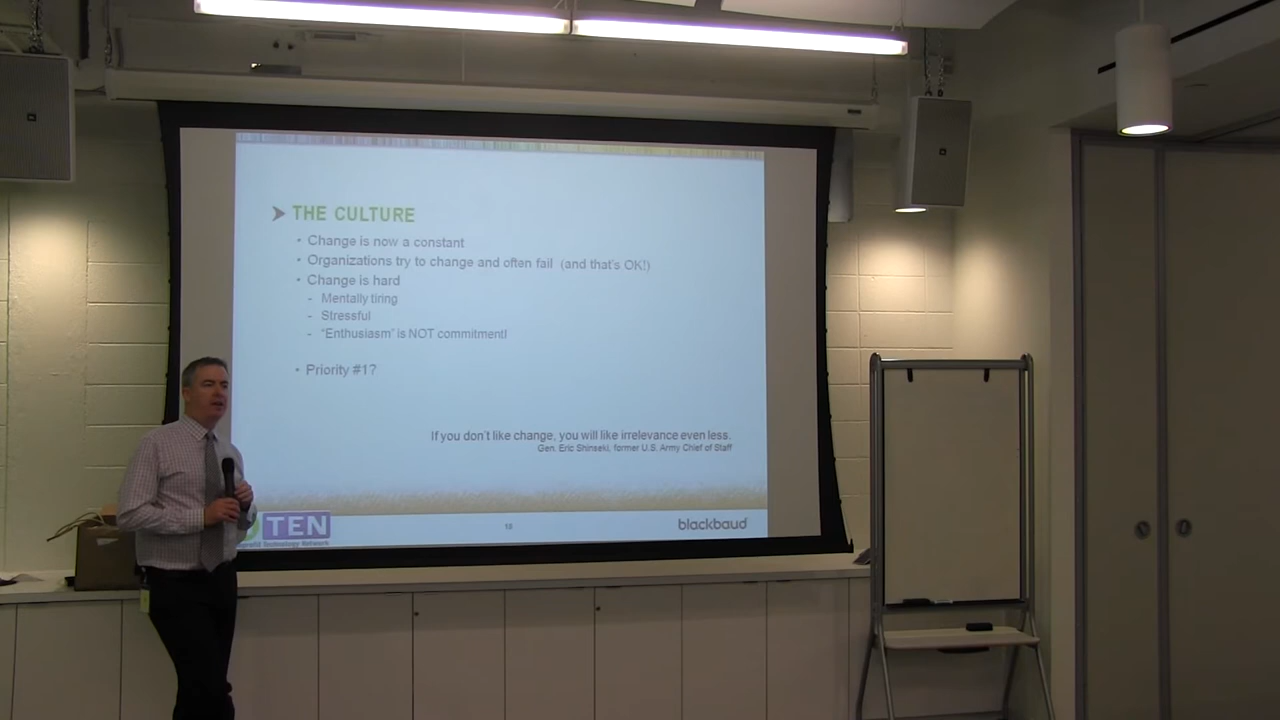 ➤ THE CULTURE
• Change is now a constant
• Organizations try to change and often fail (and that's OK!)
• Change is hard
- Mentally tiring
- Stressful
- "Enthusiasm" is NOT commitment!
• Priority #1?
If you don't like change, you will like irrelevance even less.
Gen. Eric Shinseki, former U.S. Army Chief of Staff
TEN
Technology Network
blackbaud